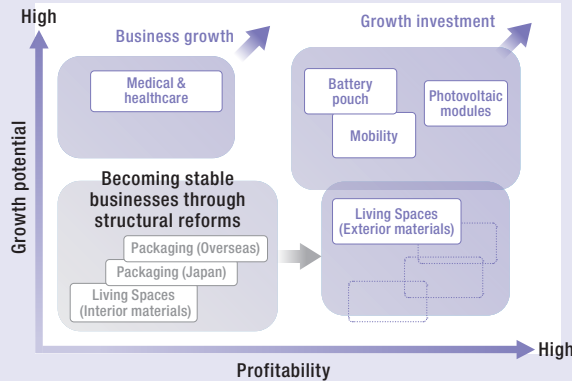 High
Business growth
Growth investment
Medical &
healthcare
Battery
pouch
Mobility
Photovoltaic
modules
Growth potential
Becoming stable
businesses through
structural reforms
Packaging (Overseas)
Packaging (Japan)
Living Spaces
(Interior materials)
Living Spaces
(Exterior materials)
High
Profitability